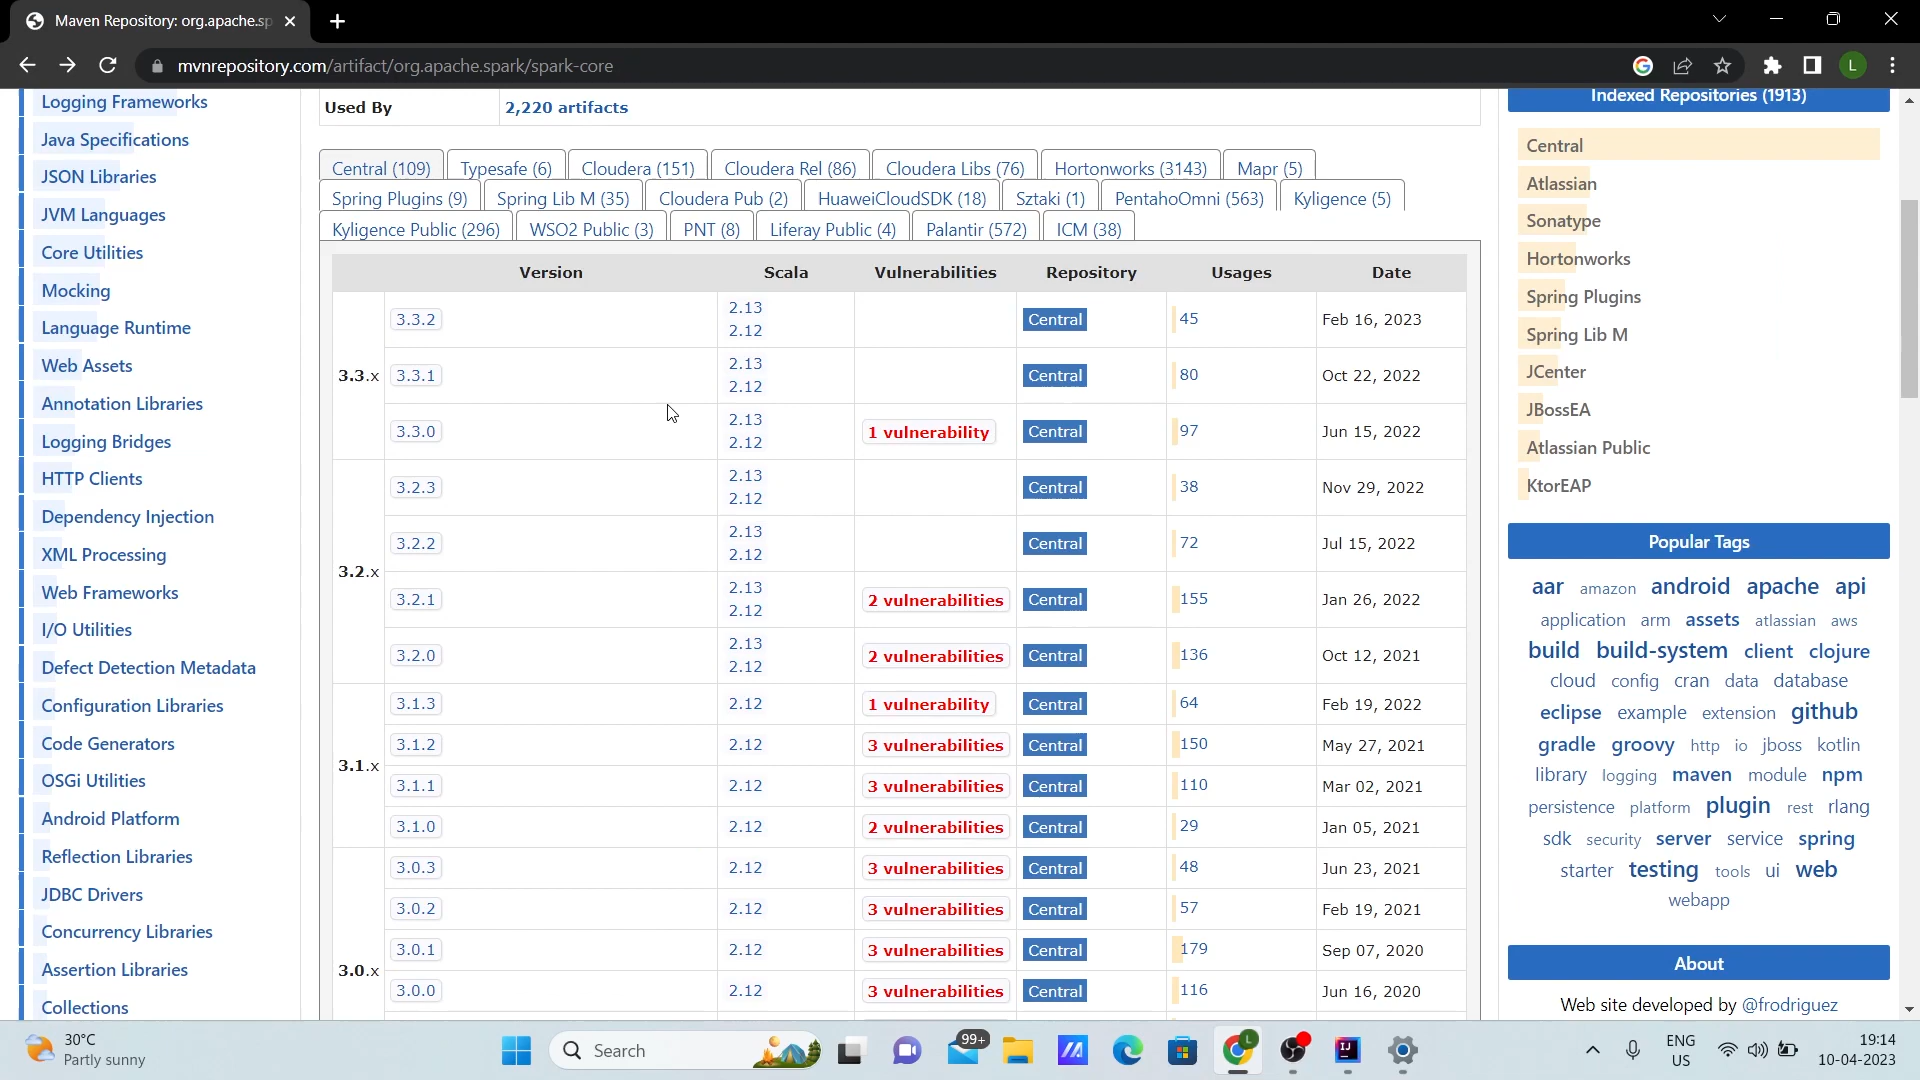 Maven Repository: org.apache.sp
mvnrepository.com/artifact/org.apache.spark/spark-core
L
Logging Frameworks
Java Specifications
JSON Libraries
JVM Languages
Core Utilities
Mocking
Language Runtime
Web Assets
Annotation Libraries
Logging Bridges
HTTP Clients
Dependency Injection
XML Processing
Web Frameworks
I/O Utilities
Defect Detection Metadata
Configuration Libraries
Code Generators
OSGi Utilities
Android Platform
Reflection Libraries
JDBC Drivers
Concurrency Libraries
Assertion Libraries
Collections
Used By 2,220 artifacts
Central (109) Typesafe (6) Cloudera (151) Cloudera Rel (86) Cloudera Libs (76) Hortonworks (3143) Mapr (5)
Spring Plugins (9) Spring Lib M (35) Cloudera Pub (2) HuaweiCloudSDK (18) Sztaki (1) PentahoOmni (563) Kyligence (5)
Kyligence Public (296) WSO2 Public (3) PNT (8) Liferay Public (4) Palantir (572) ICM (38)
Version Scala Vulnerabilities Repository Usages Date
3.3.x
3.3.2 2.13 2.12 Central 45 Feb 16, 2023
3.3.1 2.13 2.12 Central 80 Oct 22, 2022
3.3.0 2.13 2.12 1 vulnerability Central 97 Jun 15, 2022
3.2.x
3.2.3 2.13 2.12 Central 38 Nov 29, 2022
3.2.2 2.13 2.12 Central 72 Jul 15, 2022
3.2.1 2.13 2.12 2 vulnerabilities Central 155 Jan 26, 2022
3.2.0 2.13 2.12 2 vulnerabilities Central 136 Oct 12, 2021
3.1.x
3.1.3 2.12 1 vulnerability Central 64 Feb 19, 2022
3.1.2 2.12 3 vulnerabilities Central 150 May 27, 2021
3.1.1 2.12 3 vulnerabilities Central 110 Mar 02, 2021
3.1.0 2.12 2 vulnerabilities Central 29 Jan 05, 2021
3.0.x
3.0.3 2.12 3 vulnerabilities Central 48 Jun 23, 2021
3.0.2 2.12 3 vulnerabilities Central 57 Feb 19, 2021
3.0.1 2.12 3 vulnerabilities Central 179 Sep 07, 2020
3.0.0 2.12 3 vulnerabilities Central 116 Jun 16, 2020
Indexed Repositories (1913)
Central
Atlassian
Sonatype
Hortonworks
Spring Plugins
Spring Lib M
JCenter
JBossEA
Atlassian Public
KtorEAP
Popular Tags
aar amazon android apache api
application arm assets atlassian aws
build build-system client clojure
cloud config cran data database
eclipse example extension github
gradle groovy http io jboss kotlin
library logging maven module npm
persistence platform plugin rest rlang
sdk security server service spring
starter testing tools ui web
webapp
About
Web site developed by @frodriguez
30°C
Partly sunny
Search
99+
L
ENG
US
19:14
10-04-2023